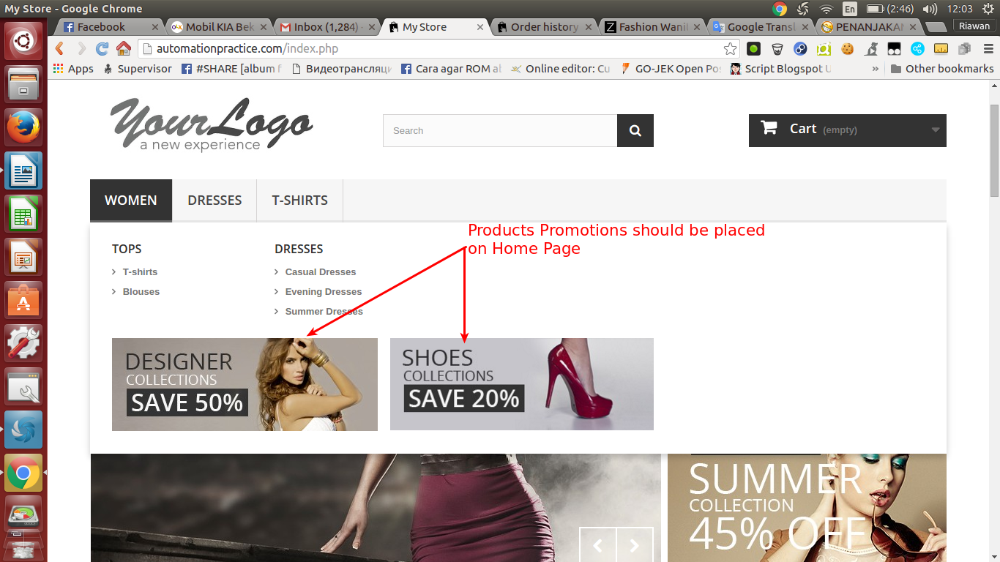 My Store - Google Chrome
En
(2:46)
12:03
Facebook
Mobil KIA Bek
Inbox (1,284) -
My Store
Order history
Fashion Wani
Google Transl
PENANJAKAN
Riawan
automationpractice.com/index.php
Apps
Supervisor
#SHARE [album f
Видеотрансляц
Cara agar ROM ab
Online editor: Cu
GO-JEK Open Pos
Script Blogspot U
»
Other bookmarks
YourLogo
a new experience
Search
Cart (empty)
WOMEN
DRESSES
T-SHIRTS
Products Promotions should be placed
on Home Page
TOPS
T-shirts
Blouses
DRESSES
Casual Dresses
Evening Dresses
Summer Dresses
DESIGNER
COLLECTIONS
SAVE 50%
SHOES
COLLECTIONS
SAVE 20%
SUMMER
COLLECTION
45% OFF